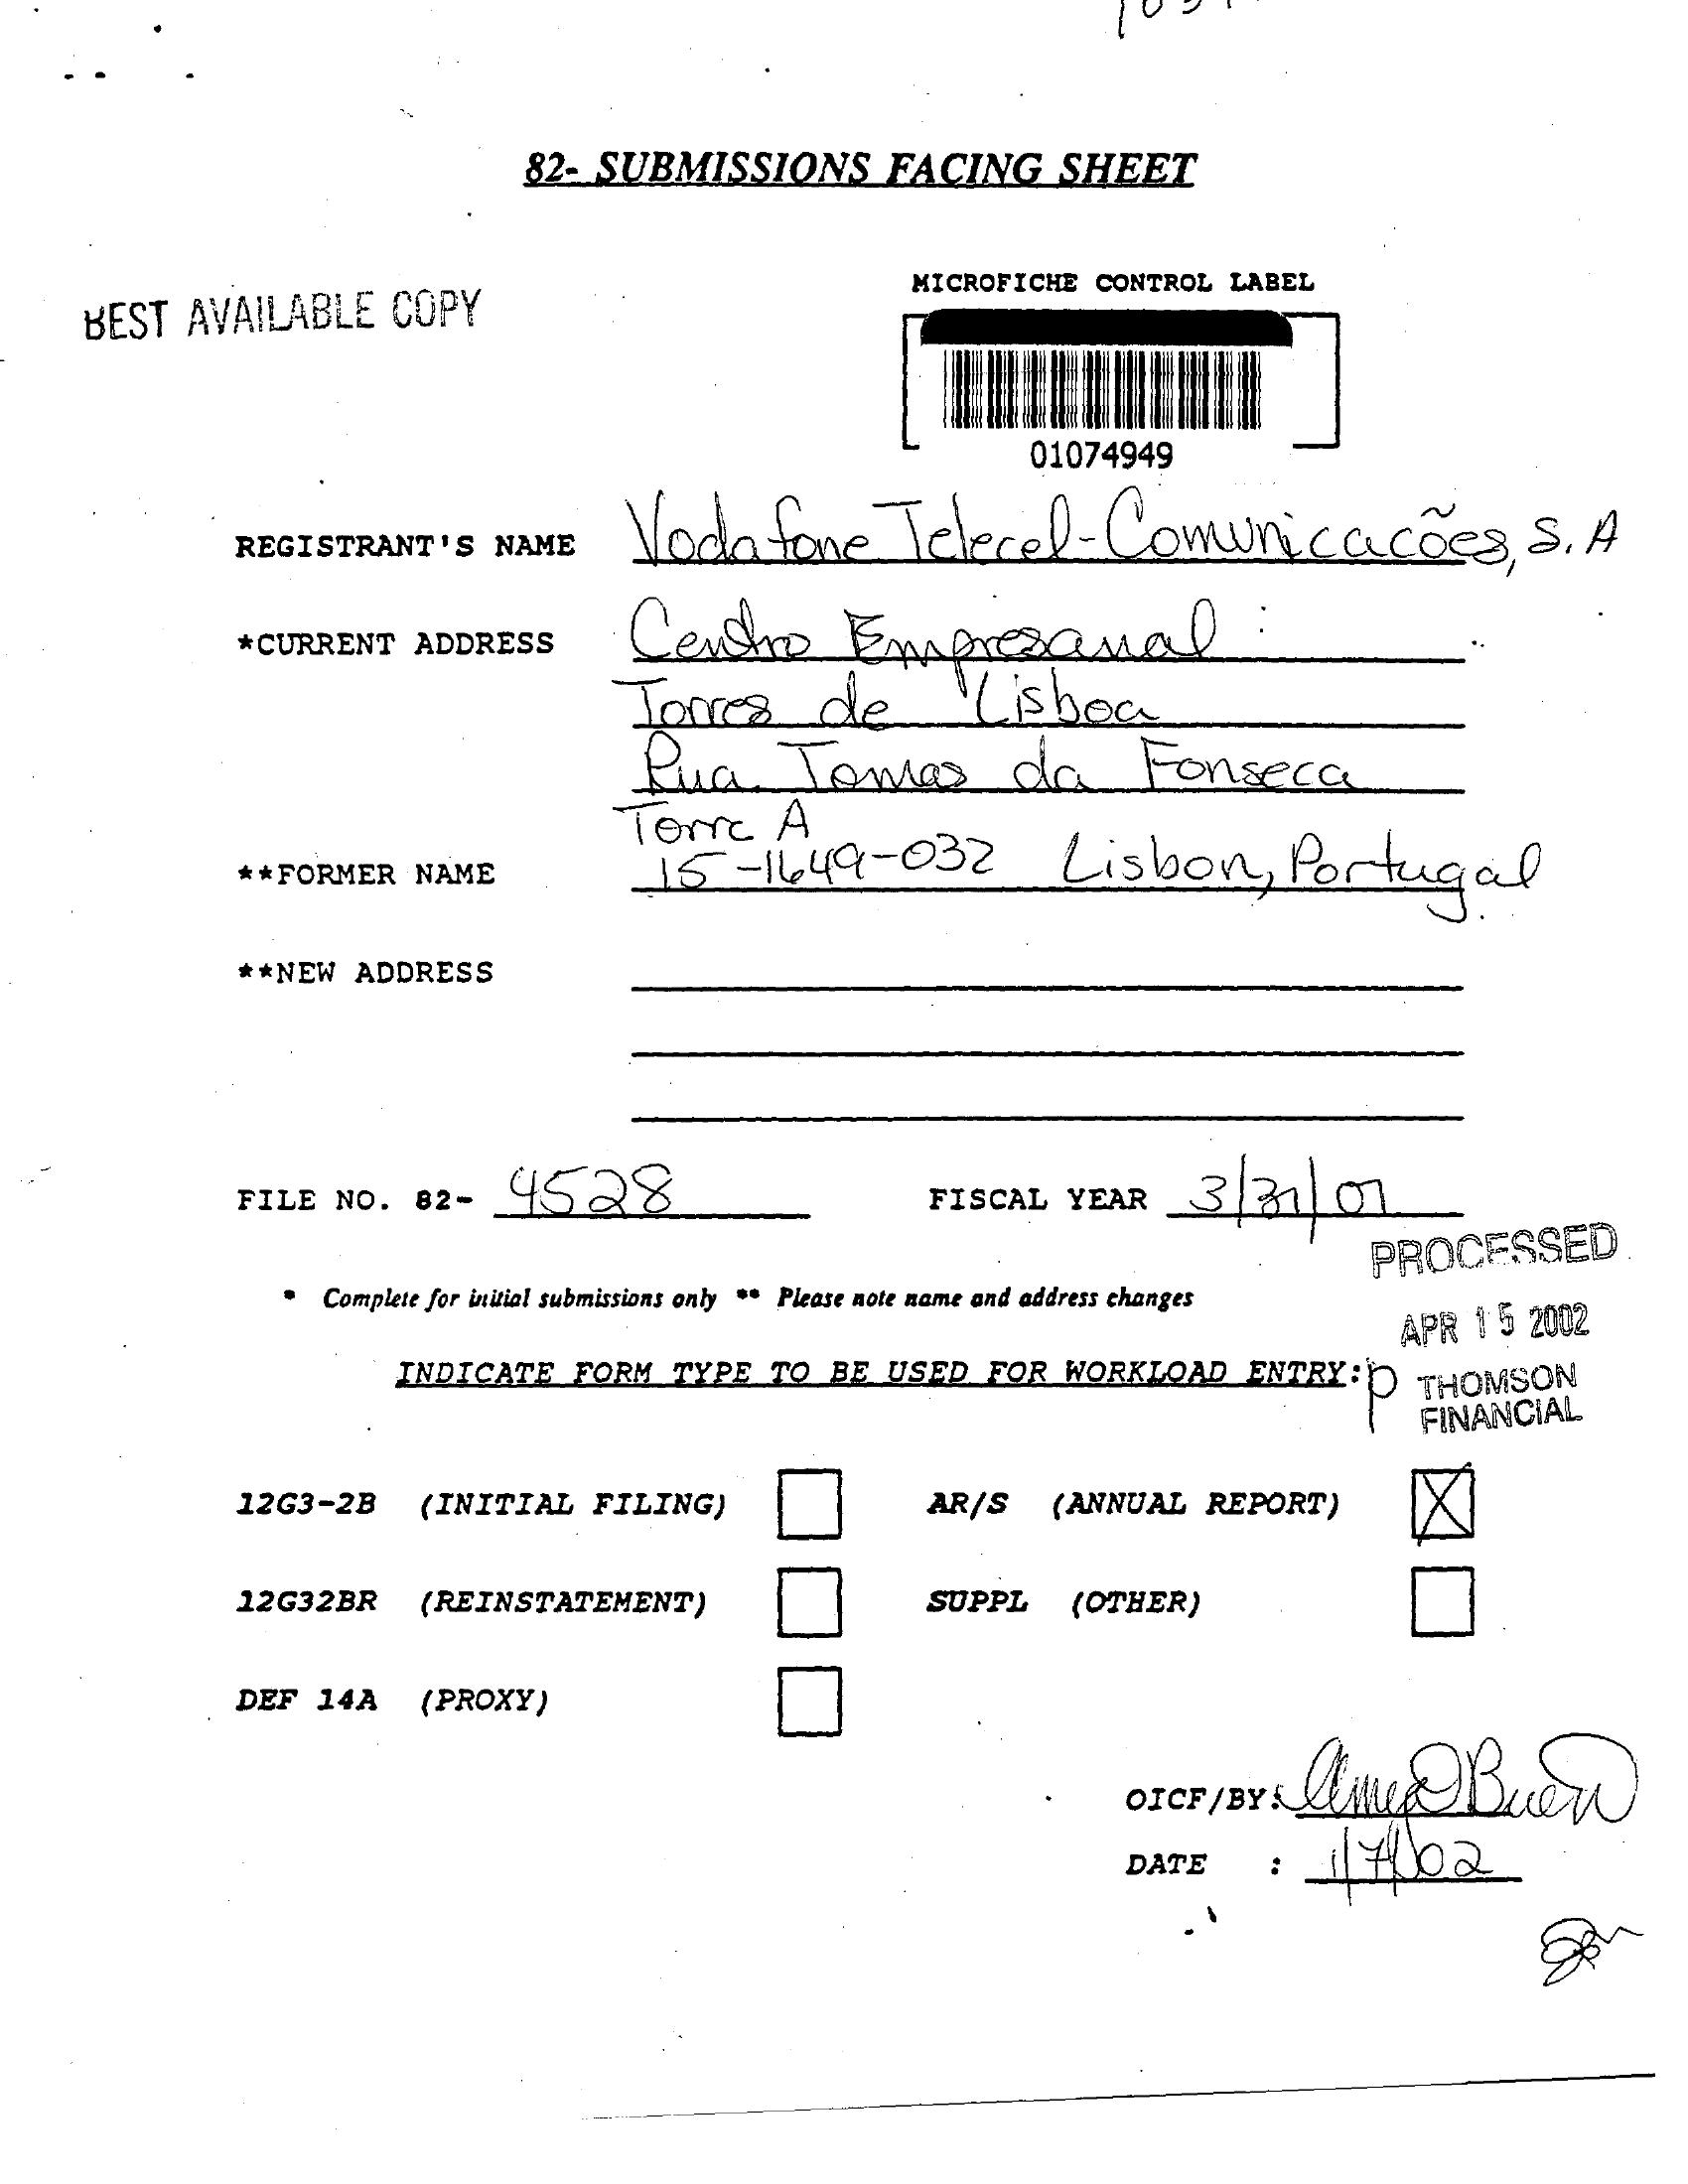 82- SUBMISSIONS FACING SHEET
BEST AVAILABLE COPY
MICROFICHE CONTROL LABEL
01074949
REGISTRANT'S NAME Vodafone Telecel-Comunicacões, S.A
*CURRENT ADDRESS Centro Empresarial
Torres de Lisboa
Rua Tomas da Fonseca
Torre A
**FORMER NAME 15-1649-032 Lisbon, Portugal
**NEW ADDRESS
FILE NO. 82- 4528 FISCAL YEAR 3/31/01
PROCESSED
* Complete for initial submissions only ** Please note name and address changes
APR 15 2002
INDICATE FORM TYPE TO BE USED FOR WORKLOAD ENTRY: P
THOMSON
FINANCIAL
12G3-2B (INITIAL FILING) AR/S (ANNUAL REPORT) X
12G32BR (REINSTATEMENT) SUPPL (OTHER)
DEF 14A (PROXY)
OICF/BY:
DATE : 1/7/02